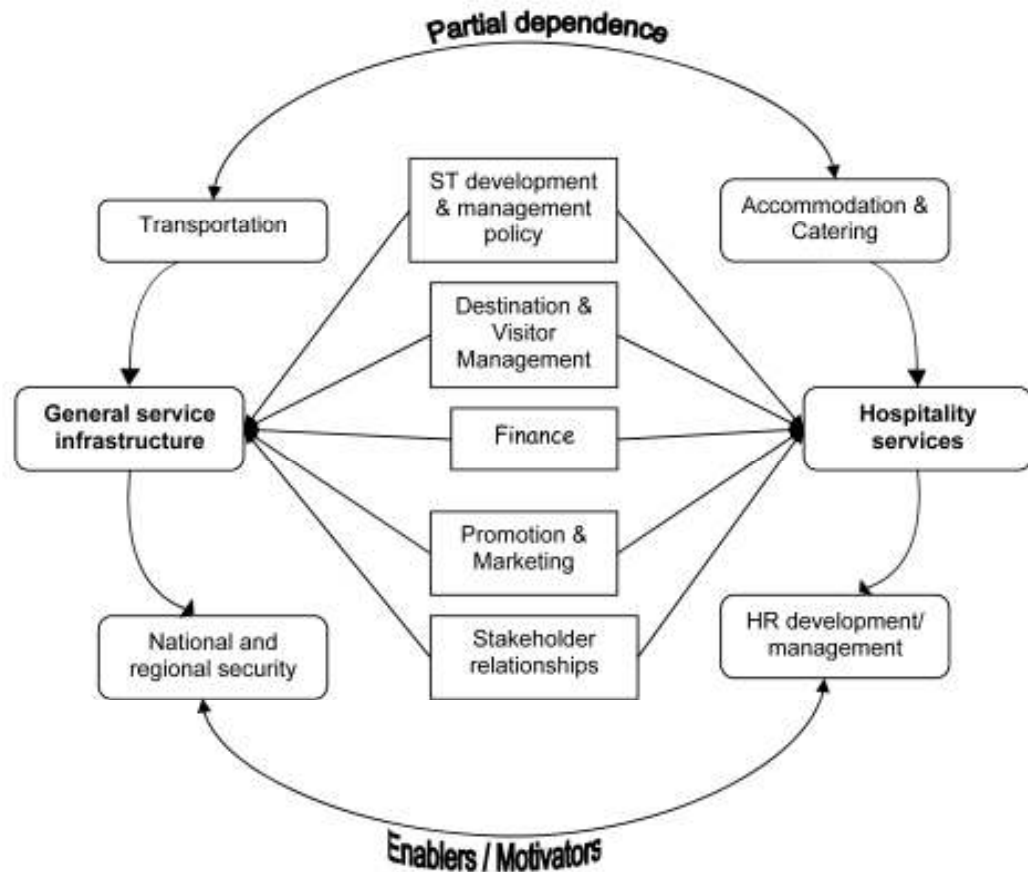 Partial dependence
Transportation
ST development
& management
policy
Accommodation &
Catering
Destination &
Visitor
Management
General service
infrastructure
Finance
Hospitality
services
Promotion &
Marketing
National and
regional security
Stakeholder
relationships
HR development/
management
Enablers / Motivators